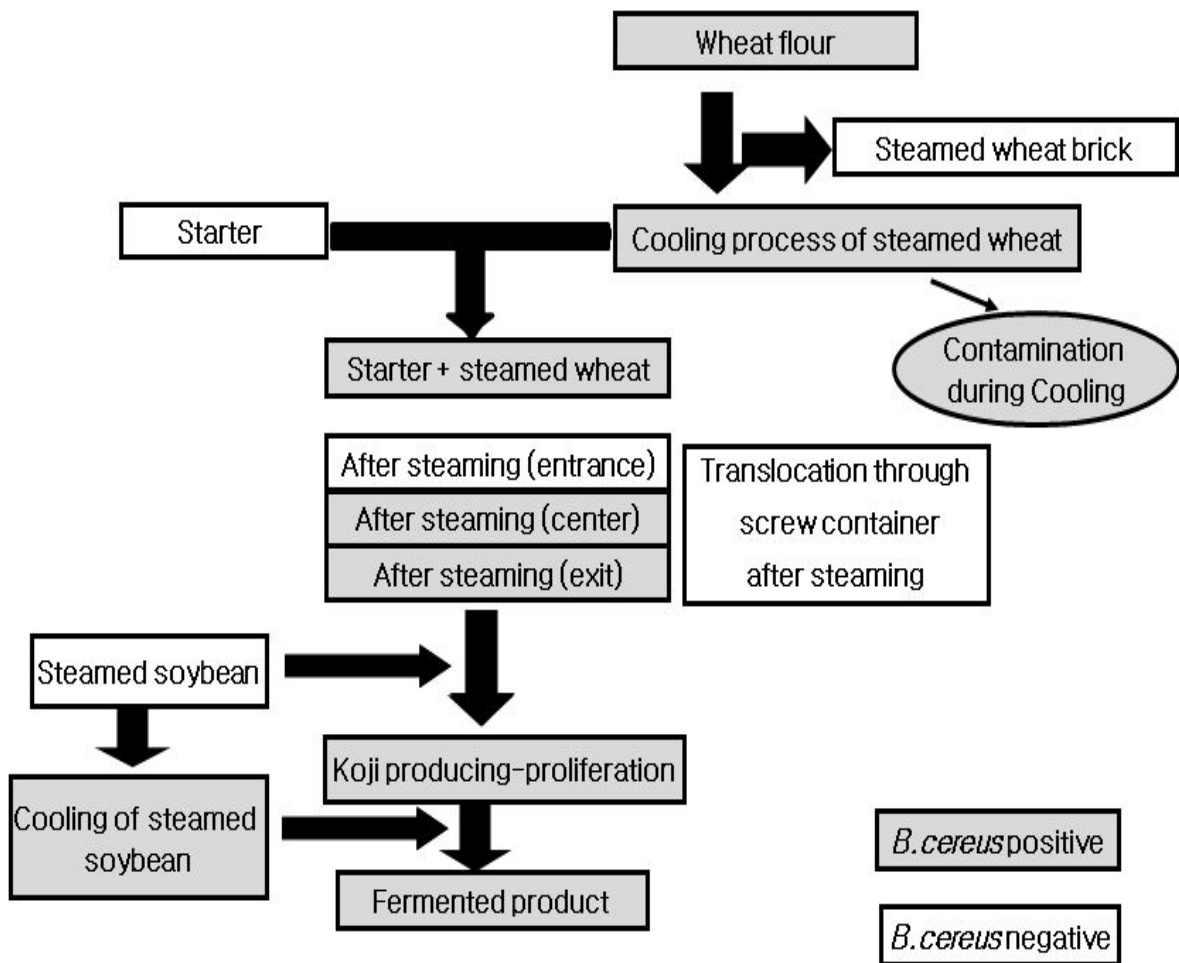 Wheat flour
Steamed wheat brick
Starter
Cooling process of steamed wheat
Contamination
during Cooling
Starter + steamed wheat
After steaming (entrance)
After steaming (center)
After steaming (exit)
Translocation through
screw container
after steaming
Steamed soybean
Koji producing-proliferation
Cooling of steamed
soybean
Fermented product
B.cereus positive
B.cereus negative